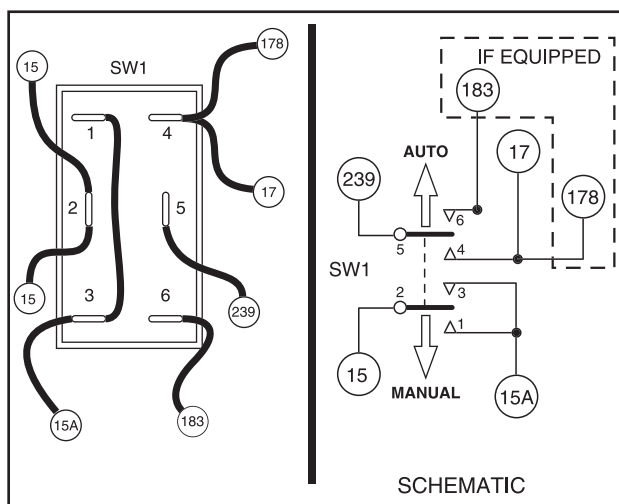 SW1
15
178
1
4
17
2
5
15
3
6
239
15A
183
IF EQUIPPED
183
AUTO
17
239
178
6
5
4
SW1
2
3
1
15
15A
MANUAL
SCHEMATIC